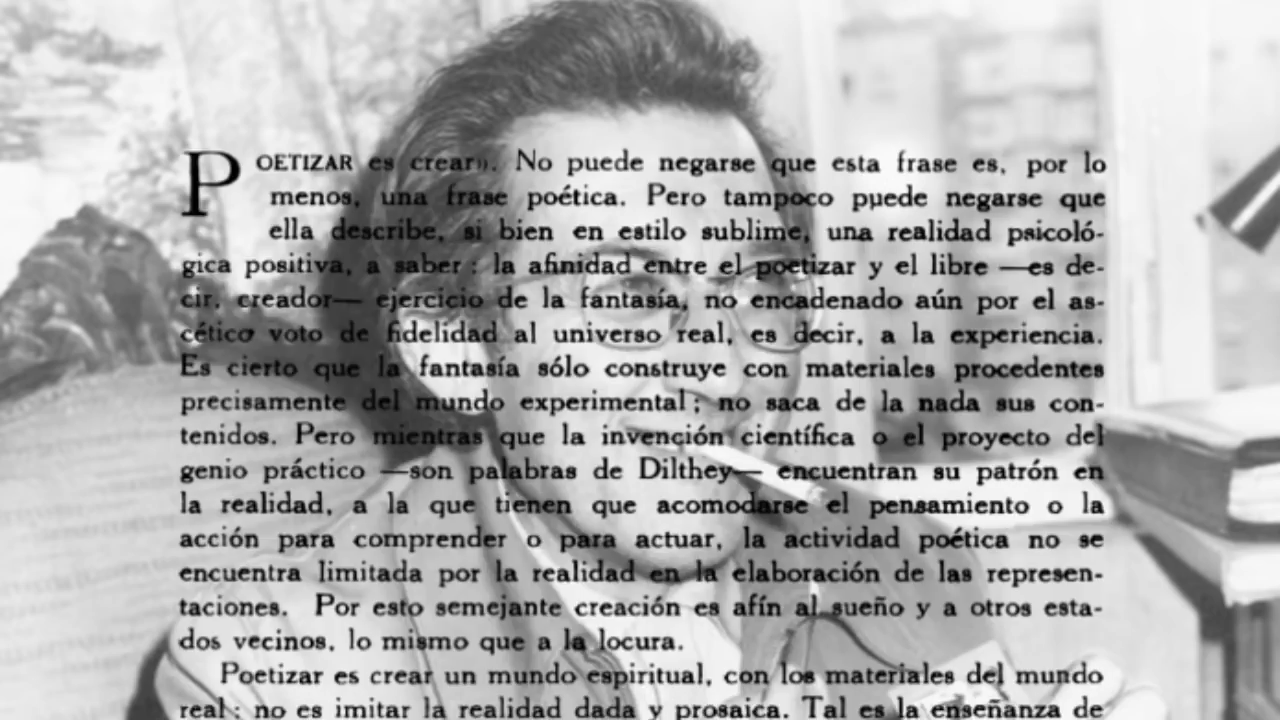 POETIZAR es crear». No puede negarse que esta frase es, por lo
menos, una frase poética. Pero tampoco puede negarse que
ella describe, si bien en estilo sublime, una realidad psicoló-
gica positiva, a saber: la afinidad entre el poetizar y el libre —es de-
cir, creador— ejercicio de la fantasía, no encadenado aún por el as-
cético voto de fidelidad al universo real, es decir, a la experiencia.
Es cierto que la fantasía sólo construye con materiales procedentes
precisamente del mundo experimental; no saca de la nada sus con-
tenidos. Pero mientras que la invención científica o el proyecto del
genio práctico —son palabras de Dilthey— encuentran su patrón en
la realidad, a la que tienen que acomodarse el pensamiento o la
acción para comprender o para actuar, la actividad poética no se
encuentra limitada por la realidad en la elaboración de las represen-
taciones. Por esto semejante creación es afín al sueño y a otros esta-
dos vecinos, lo mismo que a la locura.
Poetizar es crear un mundo espiritual, con los materiales del mundo
real; no es imitar la realidad dada y prosaica. Tal es la enseñanza de